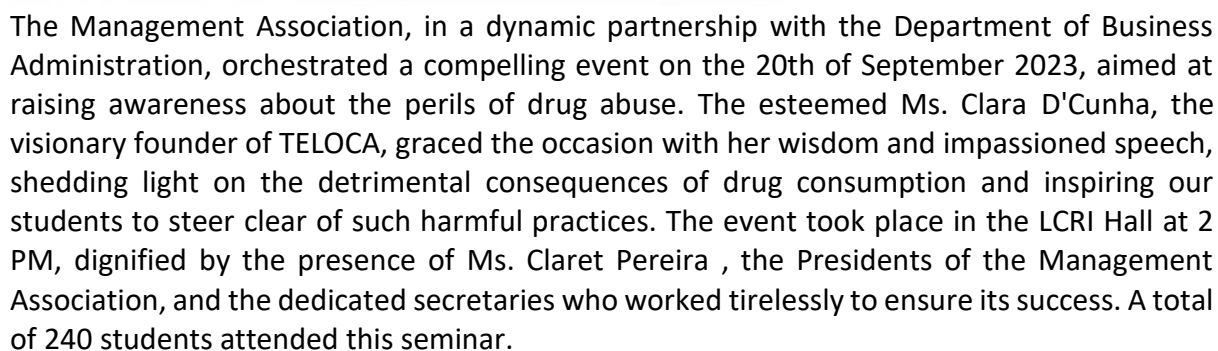 The Management Association, in a dynamic partnership with the Department of Business
Administration, orchestrated a compelling event on the 20th of September 2023, aimed at
raising awareness about the perils of drug abuse. The esteemed Ms. Clara D'Cunha, the
visionary founder of TELOCA, graced the occasion with her wisdom and impassioned speech,
shedding light on the detrimental consequences of drug consumption and inspiring our
students to steer clear of such harmful practices. The event took place in the LCRI Hall at 2
PM, dignified by the presence of Ms. Claret Pereira , the Presidents of the Management
Association, and the dedicated secretaries who worked tirelessly to ensure its success. A total
of 240 students attended this seminar.